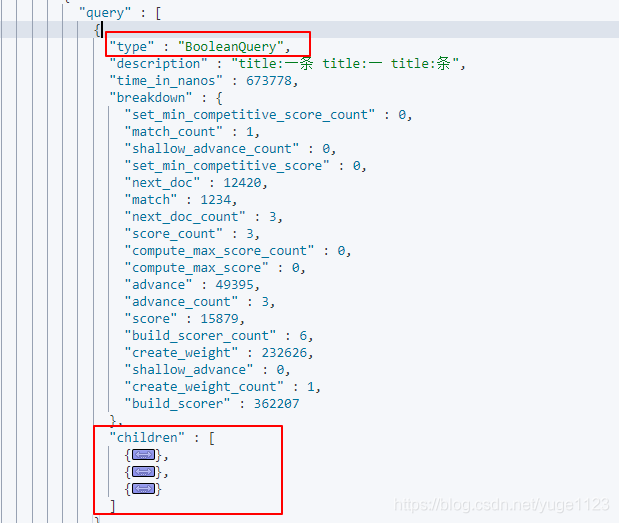 "query" : [
{
"type" : "BooleanQuery",
"description" : "title:一条 title:一 title:条",
"time_in_nanos" : 673778,
"breakdown" : {
"set_min_competitive_score_count" : 0,
"match_count" : 1,
"shallow_advance_count" : 0,
"set_min_competitive_score" : 0,
"next_doc" : 12420,
"match" : 1234,
"next_doc_count" : 3,
"score_count" : 3,
"compute_max_score_count" : 0,
"compute_max_score" : 0,
"advance" : 49395,
"advance_count" : 3,
"score" : 15879,
"build_scorer_count" : 6,
"create_weight" : 232626,
"shallow_advance" : 0,
"create_weight_count" : 1,
"build_scorer" : 362207
},
"children" : [
{},
{},
{}
]
https://blog.csdn.net/yuge1123